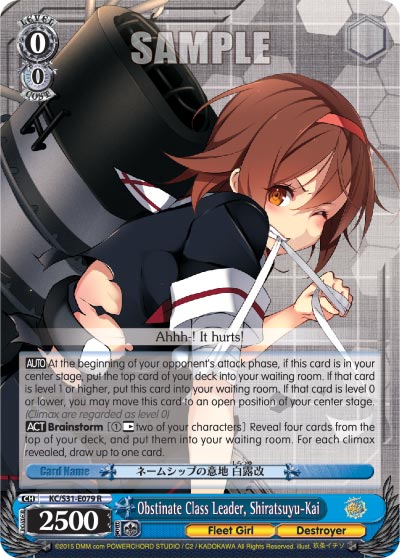 LEVEL
0
0
COST
SAMPLE
Ahhh-! It hurts!
AUTO At the beginning of your opponent's attack phase, if this card is in your
center stage, put the top card of your deck into your waiting room. If that card
is level 1 or higher, put this card into your waiting room. If that card is level 0
or lower, you may move this card to an open position of your center stage.
(Climax are regarded as level 0)
ACT Brainstorm [① two of your characters] Reveal four cards from the
top of your deck, and put them into your waiting room. For each climax
revealed, draw up to one card.
Card Name ネームシップの意地 白露改
CH KC/S31-E079 R Obstinate Class Leader, Shiratsuyu-Kai
2500 Fleet Girl Destroyer
©2015 DMM.com POWERCHORD STUDIO / C2 / KADOKAWA All Rights Reserved.